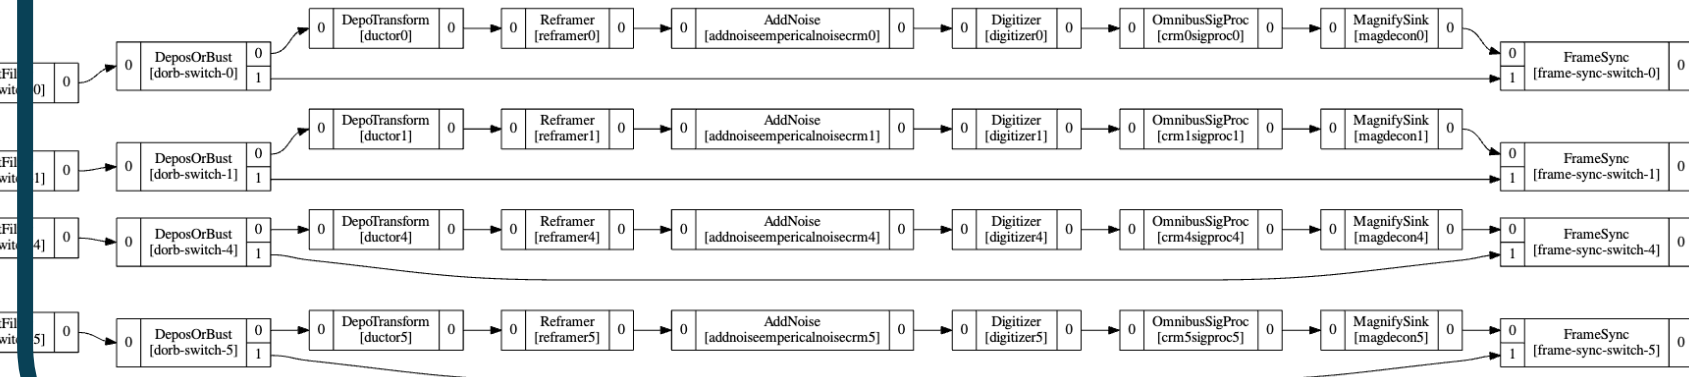 DepoTransform Reframer AddNoise Digitizer OmnibusSigProc MagnifySink
0 [ductor0] 0 0 [reframer0] 0 0 [addnoiseempericalnoisecrm0] 0 0 [digitizer0] 0 0 [crm0sigproc0] 0 0 [magdecon0] 0
DeposOrBust 0 0 FrameSync
0 [dorb-switch-0] 1 1 [frame-sync-switch-0] 0
0] 0
DepoTransform Reframer AddNoise Digitizer OmnibusSigProc MagnifySink
0 [ductor1] 0 0 [reframer1] 0 0 [addnoiseempericalnoisecrm1] 0 0 [digitizer1] 0 0 [crm1sigproc1] 0 0 [magdecon1] 0
DeposOrBust 0 0 FrameSync
0 [dorb-switch-1] 1 1 [frame-sync-switch-1] 0
1] 0
DepoTransform Reframer AddNoise Digitizer OmnibusSigProc MagnifySink
0 [ductor4] 0 0 [reframer4] 0 0 [addnoiseempericalnoisecrm4] 0 0 [digitizer4] 0 0 [crm4sigproc4] 0 0 [magdecon4] 0
DeposOrBust 0 0 FrameSync
0 [dorb-switch-4] 1 1 [frame-sync-switch-4] 0
4] 0
DepoTransform Reframer AddNoise Digitizer OmnibusSigProc MagnifySink
0 [ductor5] 0 0 [reframer5] 0 0 [addnoiseempericalnoisecrm5] 0 0 [digitizer5] 0 0 [crm5sigproc5] 0 0 [magdecon5] 0
DeposOrBust 0 0 FrameSync
0 [dorb-switch-5] 1 1 [frame-sync-switch-5] 0
5] 0